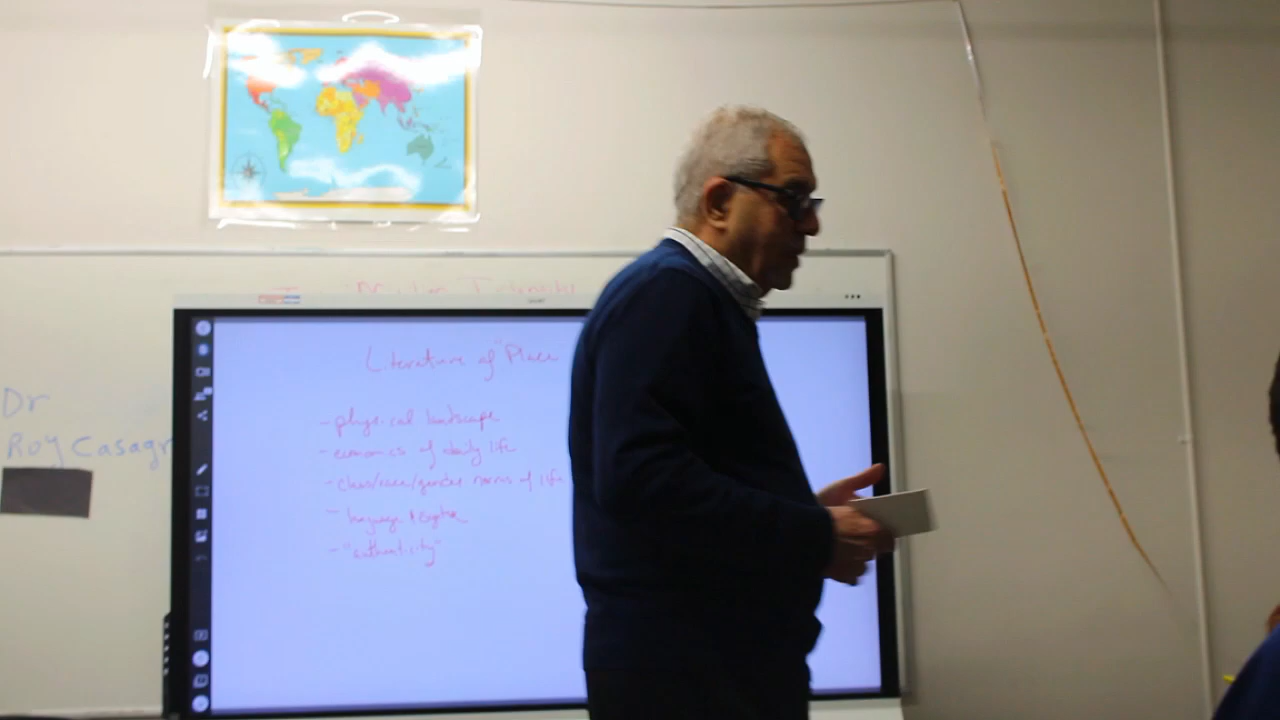 Literature of "Place
- physical landscape
- economics of daily life
- class/race/gender norms of life
- language &
- "authenticity"
Dr
Roy Casagr